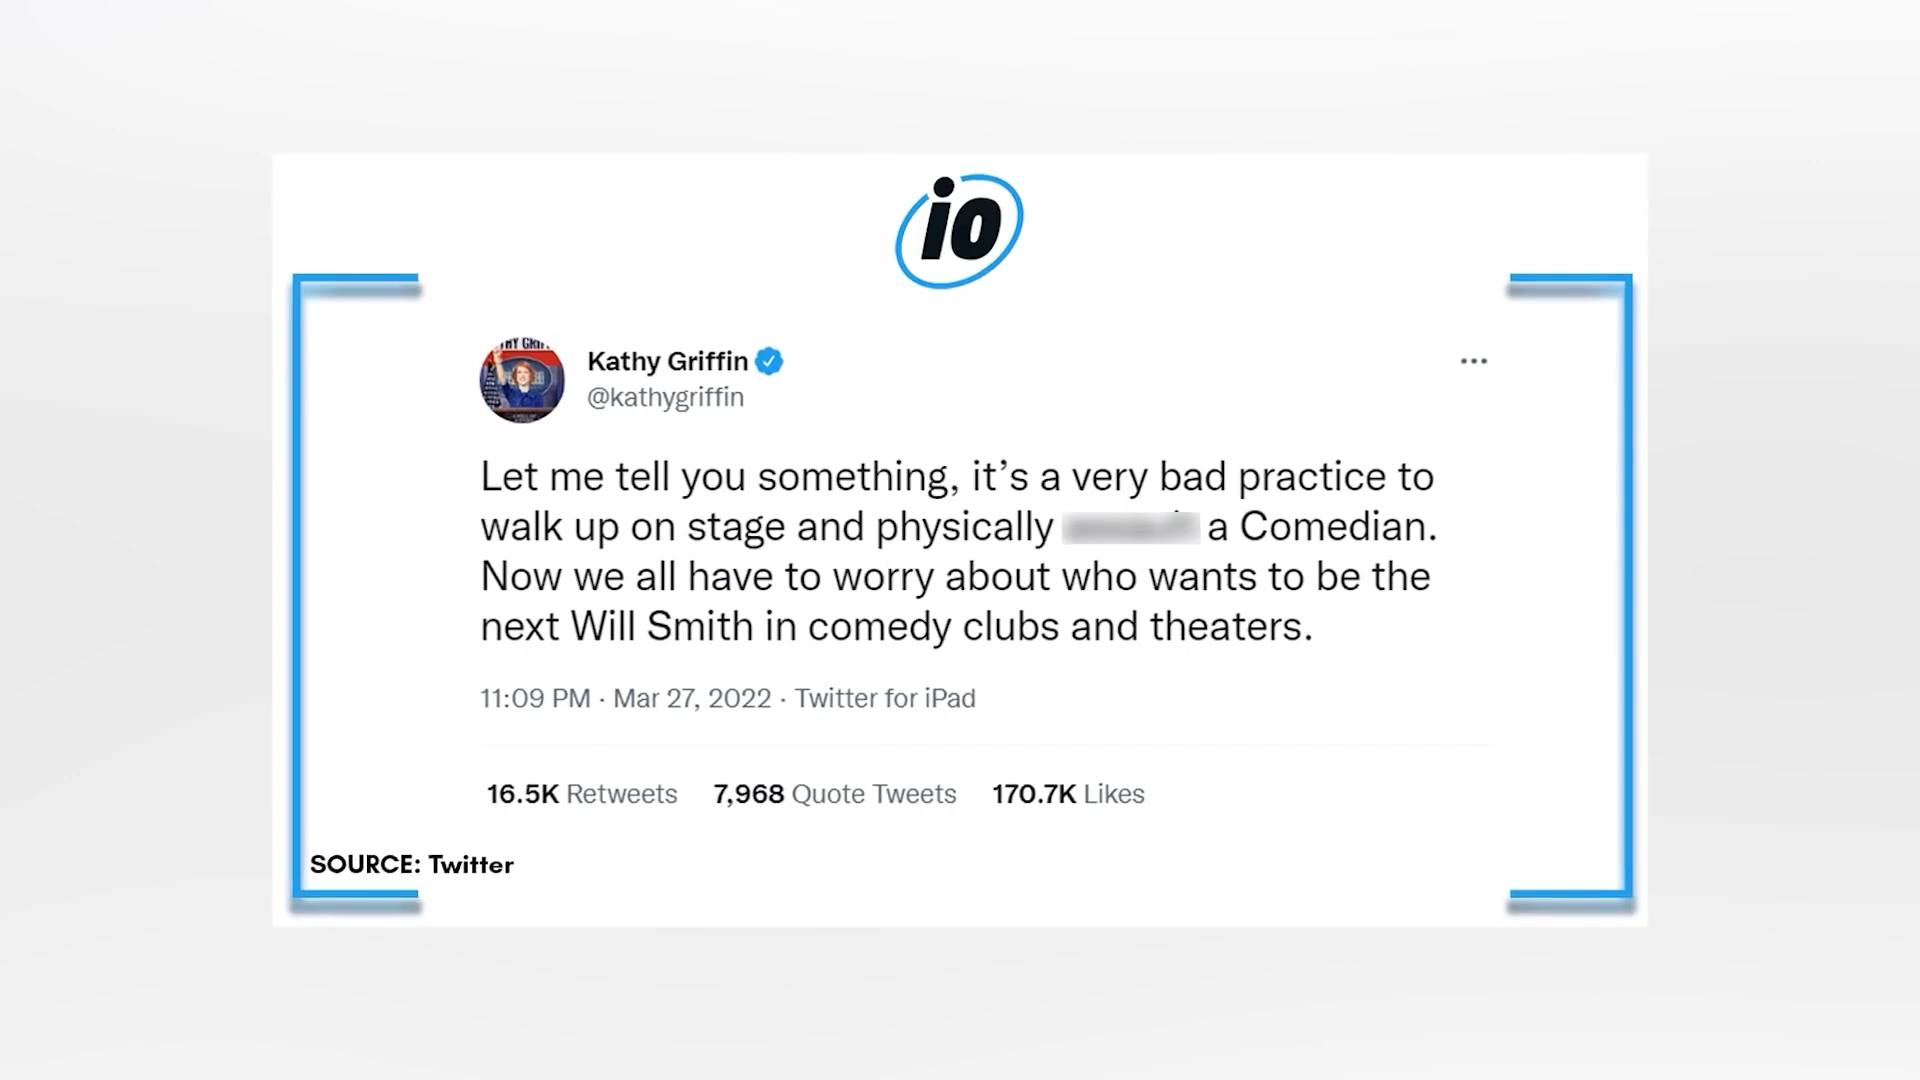 io
THY GRIF
Kathy Griffin
@kathygriffin
Let me tell you something, it’s a very bad practice to
walk up on stage and physically a Comedian.
Now we all have to worry about who wants to be the
next Will Smith in comedy clubs and theaters.
11:09 PM · Mar 27, 2022 · Twitter for iPad
16.5K Retweets 7,968 Quote Tweets 170.7K Likes
SOURCE: Twitter